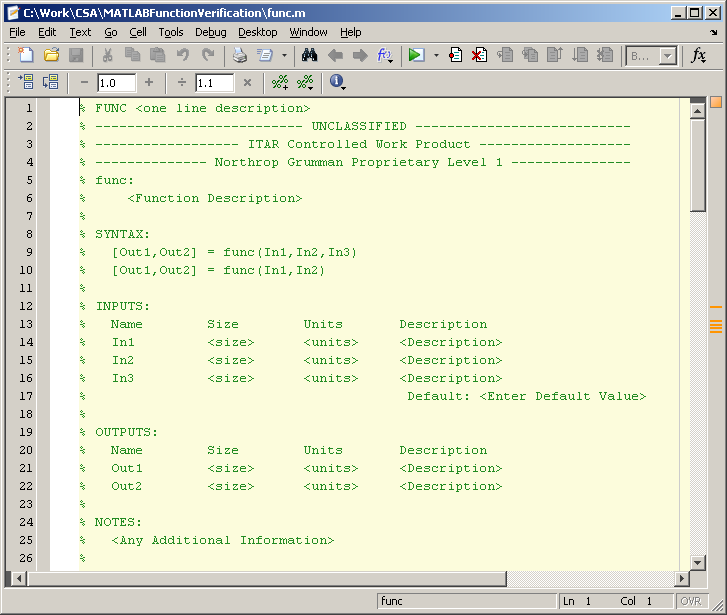 C:\Work\CSA\MATLABFunctionVerification\func.m
File Edit Text Go Cell Tools Debug Desktop Window Help
B... fx
1.0 1.1
1 % FUNC <one line description>
2 % -------------------------- UNCLASSIFIED ---------------------------
3 % ------------------ ITAR Controlled Work Product -------------------
4 % -------------- Northrop Grumman Proprietary Level 1 ---------------
5 % func:
6 %     <Function Description>
7 %
8 % SYNTAX:
9 %   [Out1,Out2] = func(In1,In2,In3)
10 %   [Out1,Out2] = func(In1,In2)
11 %
12 % INPUTS:
13 %   Name        Size        Units       Description
14 %   In1         <size>      <units>     <Description>
15 %   In2         <size>      <units>     <Description>
16 %   In3         <size>      <units>     <Description>
17 %                                        Default: <Enter Default Value>
18 %
19 % OUTPUTS:
20 %   Name        Size        Units       Description
21 %   Out1        <size>      <units>     <Description>
22 %   Out2        <size>      <units>     <Description>
23 %
24 % NOTES:
25 %   <Any Additional Information>
26 %
func Ln 1 Col 1 OVR